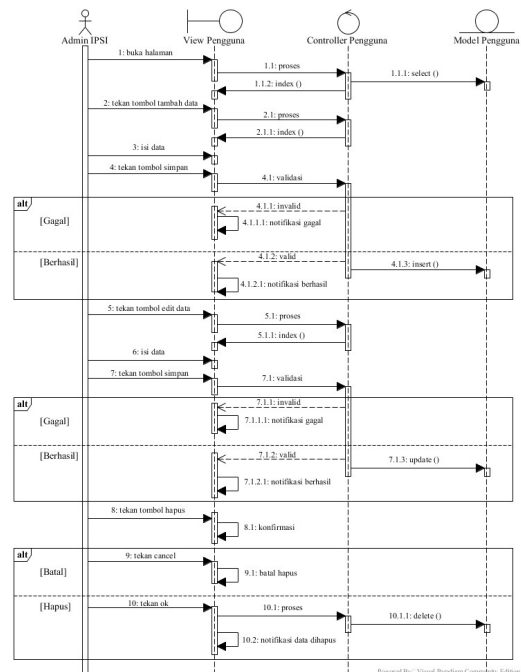 Admin IPSI
View Pengguna
Controller Pengguna
Model Pengguna
1: buka halaman
1.1: proses
1.1.1: select ()
1.1.2: index ()
2: tekan tombol tambah data
2.1: proses
2.1.1: index ()
3: isi data
4: tekan tombol simpan
4.1: validasi
alt
[Gagal]
4.1.1: invalid
4.1.1.1: notifikasi gagal
[Berhasil]
4.1.2: valid
4.1.3: insert ()
4.1.2.1: notifikasi berhasil
5: tekan tombol edit data
5.1: proses
5.1.1: index ()
6: isi data
7: tekan tombol simpan
7.1: validasi
alt
[Gagal]
7.1.1: invalid
7.1.1.1: notifikasi gagal
[Berhasil]
7.1.2: valid
7.1.3: update ()
7.1.2.1: notifikasi berhasil
8: tekan tombol hapus
8.1: konfirmasi
alt
[Batal]
9: tekan cancel
9.1: batal hapus
[Hapus]
10: tekan ok
10.1: proses
10.1.1: delete ()
10.2: notifikasi data dihapus
Visual Paradigm Community Edition